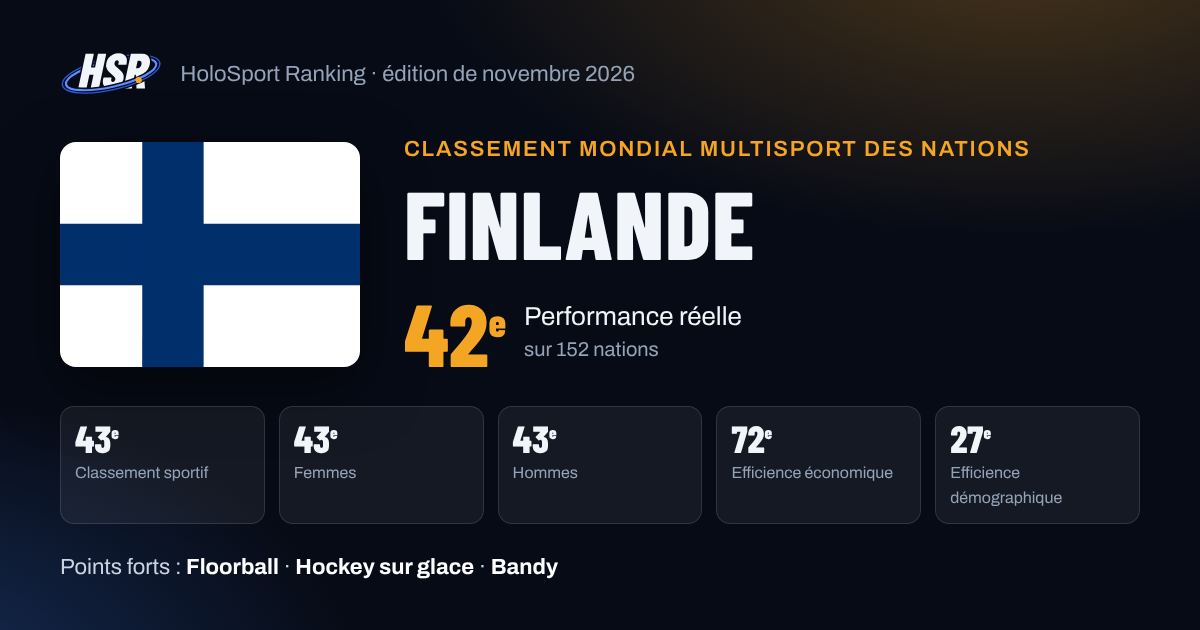 HSR
HoloSport Ranking · édition de novembre 2026
CLASSEMENT MONDIAL MULTISPORT DES NATIONS
FINLANDE
42e
Performance réelle
sur 152 nations
43e
Classement sportif
43e
Femmes
43e
Hommes
72e
Efficience économique
27e
Efficience
démographique
Points forts : Floorball · Hockey sur glace · Bandy